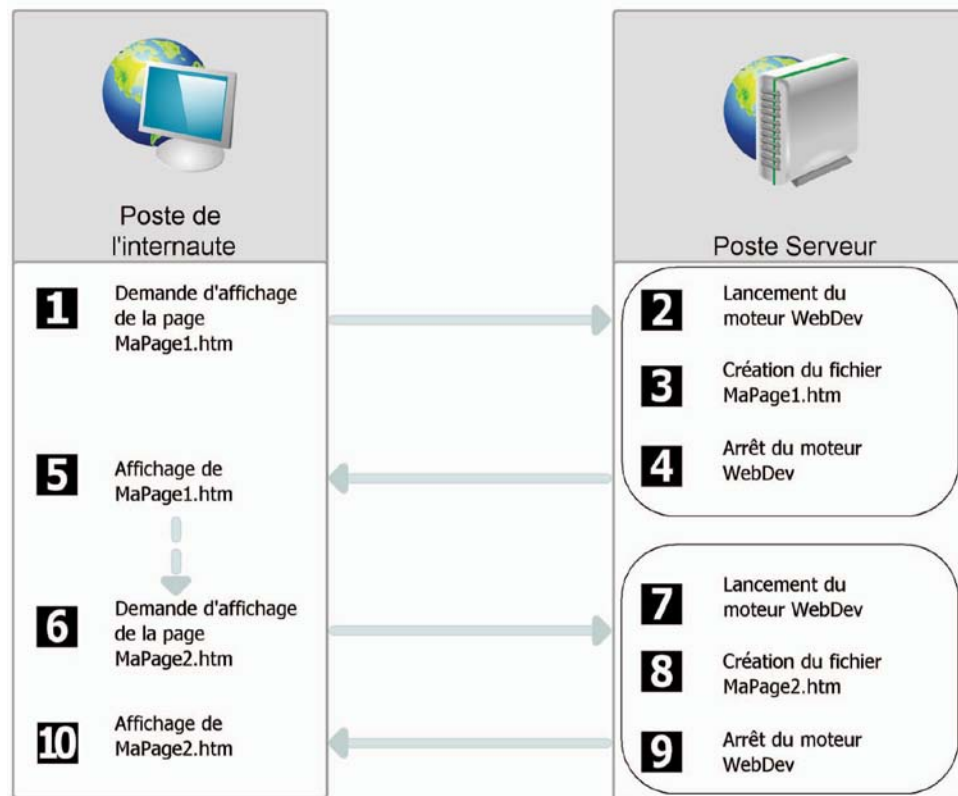 Poste de
l'internaute
Poste Serveur
1
Demande d'affichage
de la page
MaPage1.htm
2
Lancement du
moteur WebDev
3
Création du fichier
MaPage1.htm
4
Arrêt du moteur
WebDev
5
Affichage de
MaPage1.htm
6
Demande d'affichage
de la page
MaPage2.htm
7
Lancement du
moteur WebDev
8
Création du fichier
MaPage2.htm
9
Arrêt du moteur
WebDev
10
Affichage de
MaPage2.htm